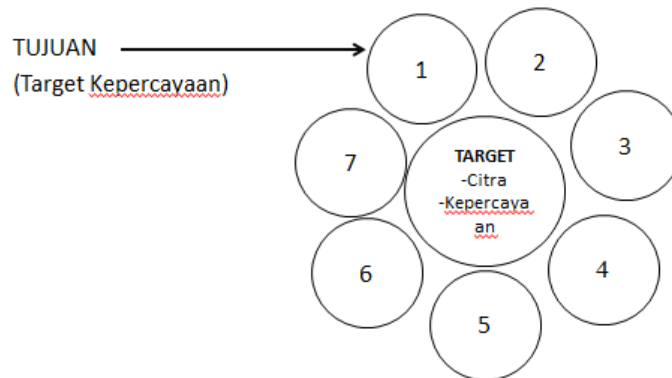 TUJUAN
(Target Kepercayaan)
1
2
3
4
5
6
7
TARGET
-Citra
-Kepercaya
an